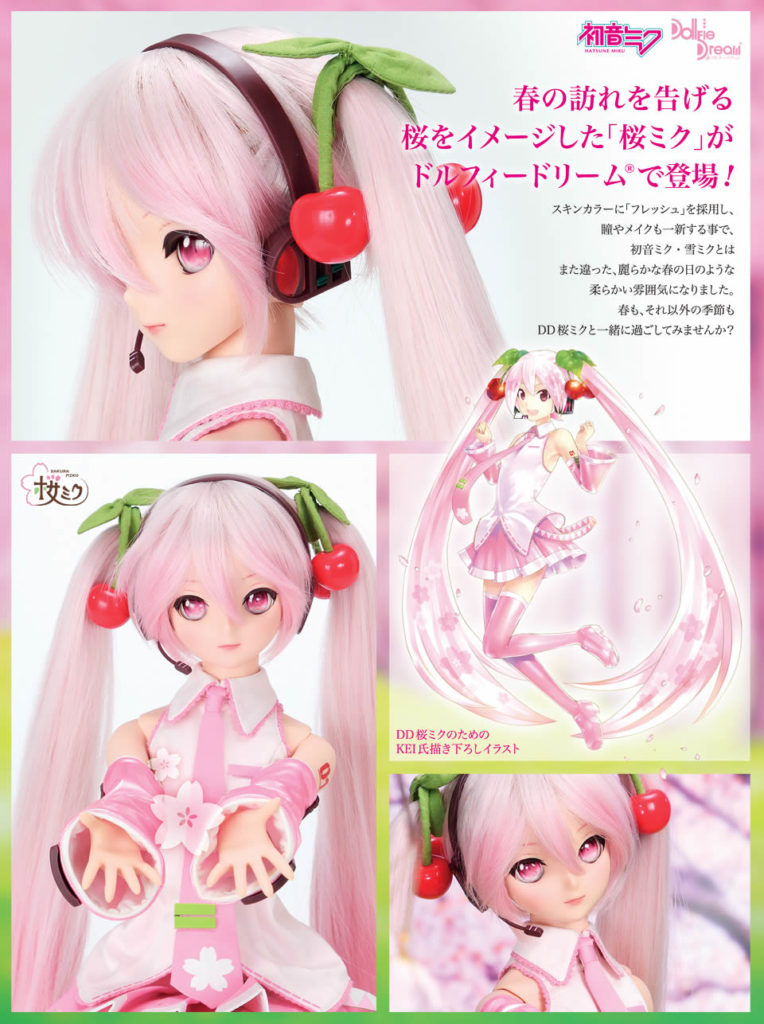 初音ミク
HATSUNE MIKU
Dollfie Dream®
春の訪れを告げる
桜をイメージした「桜ミク」が
ドルフィードリーム®で登場！
スキンカラーに「フレッシュ」を採用し、
瞳やメイクも一新する事で、
初音ミク・雪ミクとは
また違った、麗らかな春の日のような
柔らかい雰囲気になりました。
春も、それ以外の季節も
DD桜ミクと一緒に過ごしてみませんか？
SAKURA
MIKU
桜ミク
DD桜ミクのための
KEI氏描き下ろしイラスト